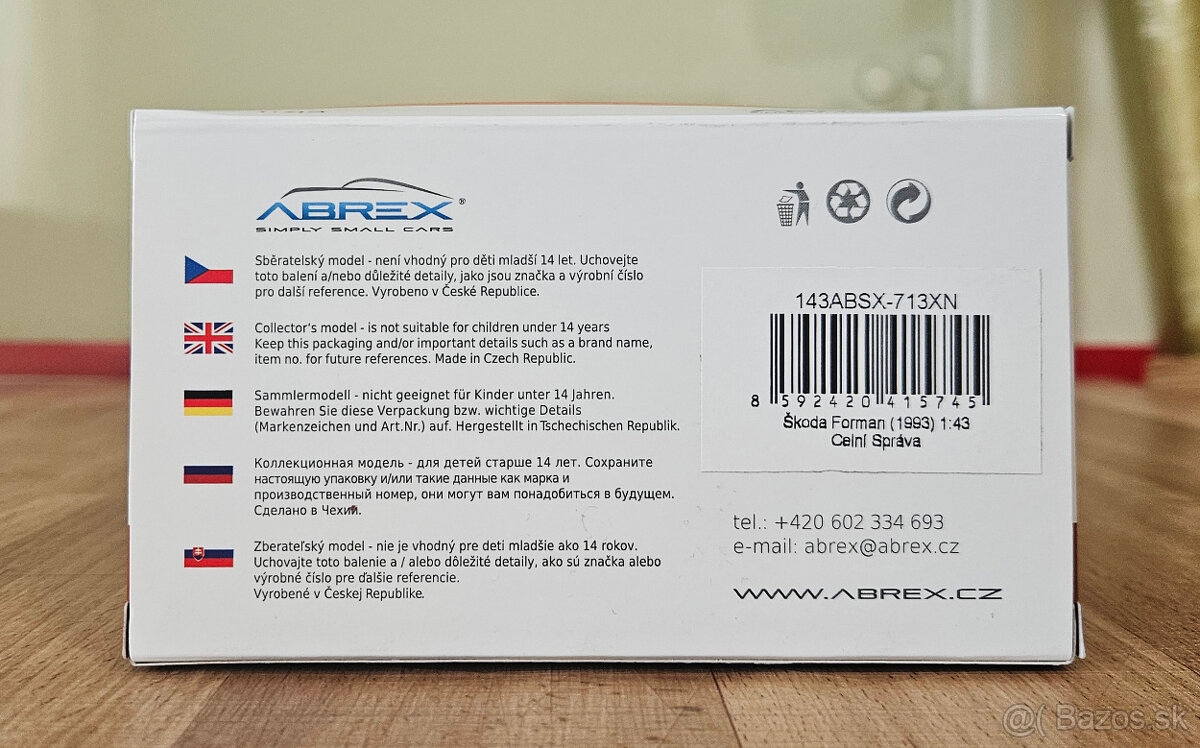 ABREX ®
SIMPLY SMALL CARS
Sběratelský model - není vhodný pro děti mladší 14 let. Uchovejte
toto balení a/nebo důležité detaily, jako jsou značka a výrobní číslo
pro další reference. Vyrobeno v České Republice.
Collector's model - is not suitable for children under 14 years
Keep this packaging and/or important details such as a brand name,
item no. for future references. Made in Czech Republic.
Sammlermodell - nicht geeignet für Kinder unter 14 Jahren.
Bewahren Sie diese Verpackung bzw. wichtige Details
(Markenzeichen und Art.Nr.) auf. Hergestellt in Tschechischen Republik.
Коллекционная модель - для детей старше 14 лет. Сохраните
настоящую упаковку и/или такие данные как марка и
производственный номер, они могут вам понадобиться в будущем.
Сделано в Чехии.
Zberateľský model - nie je vhodný pre deti mladšie ako 14 rokov.
Uchovajte toto balenie a / alebo dôležité detaily, ako sú značka alebo
výrobné číslo pre ďalšie referencie.
Vyrobené v Českej Republike.
143ABSX-713XN
8 592420 415745
Škoda Forman (1993) 1:43
Celní Správa
tel.: +420 602 334 693
e-mail: abrex@abrex.cz
WWW.ABREX.CZ
@( Bazos.sk